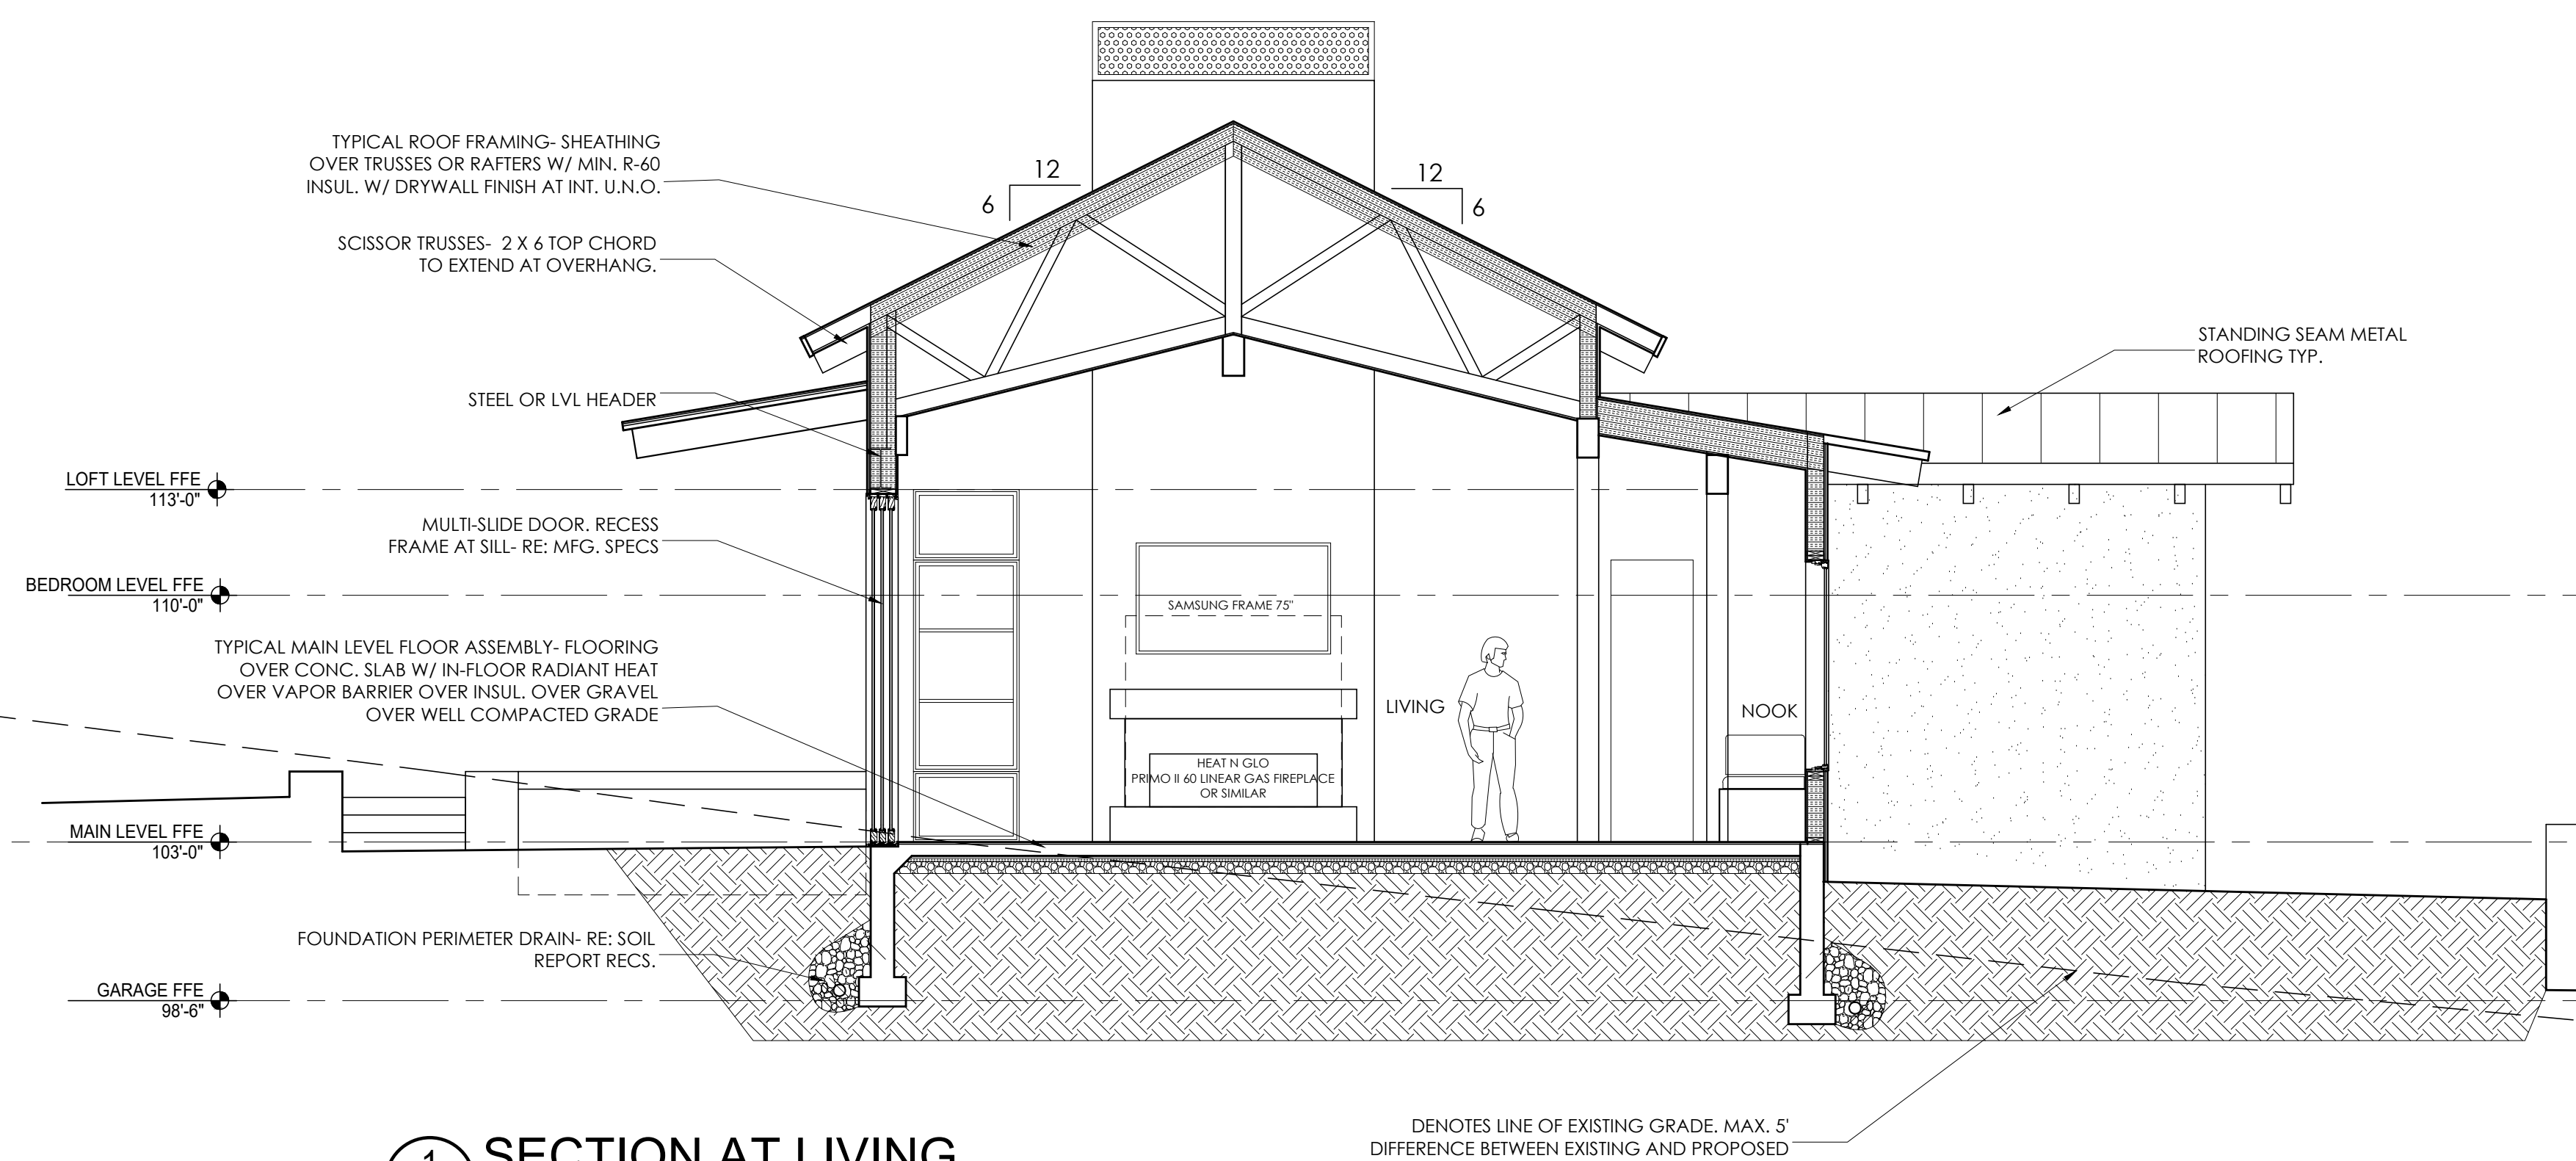 TYPICAL ROOF FRAMING- SHEATHING
OVER TRUSSES OR RAFTERS W/ MIN. R-60
INSUL. W/ DRYWALL FINISH AT INT. U.N.O.
12
6
12
6
SCISSOR TRUSSES- 2 X 6 TOP CHORD
TO EXTEND AT OVERHANG.
STANDING SEAM METAL
ROOFING TYP.
STEEL OR LVL HEADER
LOFT LEVEL FFE
113'-0"
MULTI-SLIDE DOOR. RECESS
FRAME AT SILL- RE: MFG. SPECS
BEDROOM LEVEL FFE
110'-0"
SAMSUNG FRAME 75"
TYPICAL MAIN LEVEL FLOOR ASSEMBLY- FLOORING
OVER CONC. SLAB W/ IN-FLOOR RADIANT HEAT
OVER VAPOR BARRIER OVER INSUL. OVER GRAVEL
OVER WELL COMPACTED GRADE
LIVING
NOOK
HEAT N GLO
PRIMO II 60 LINEAR GAS FIREPLACE
OR SIMILAR
MAIN LEVEL FFE
103'-0"
FOUNDATION PERIMETER DRAIN- RE: SOIL
REPORT RECS.
GARAGE FFE
98'-6"
DENOTES LINE OF EXISTING GRADE. MAX. 5'
DIFFERENCE BETWEEN EXISTING AND PROPOSED
1
SECTION AT LIVING